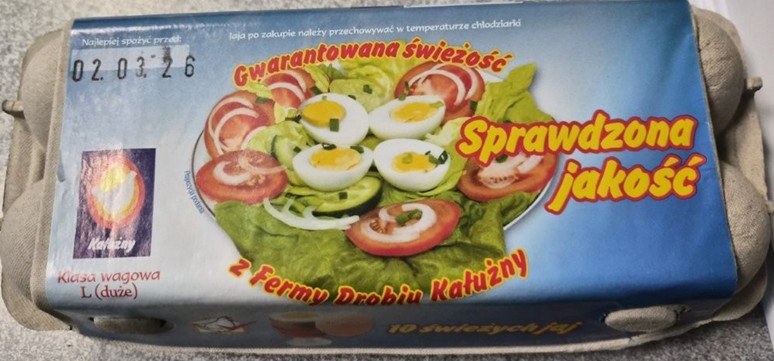 Najlepiej spożyć przed:
Jaja po zakupie należy przechowywać w temperaturze chłodziarki
02.03.26
Gwarantowana świeżość
Sprawdzona
jakość
Kałużny
Klasa wagowa
L (duże)
z Fermy Drobiu Kałużny
10 świeżych jaj